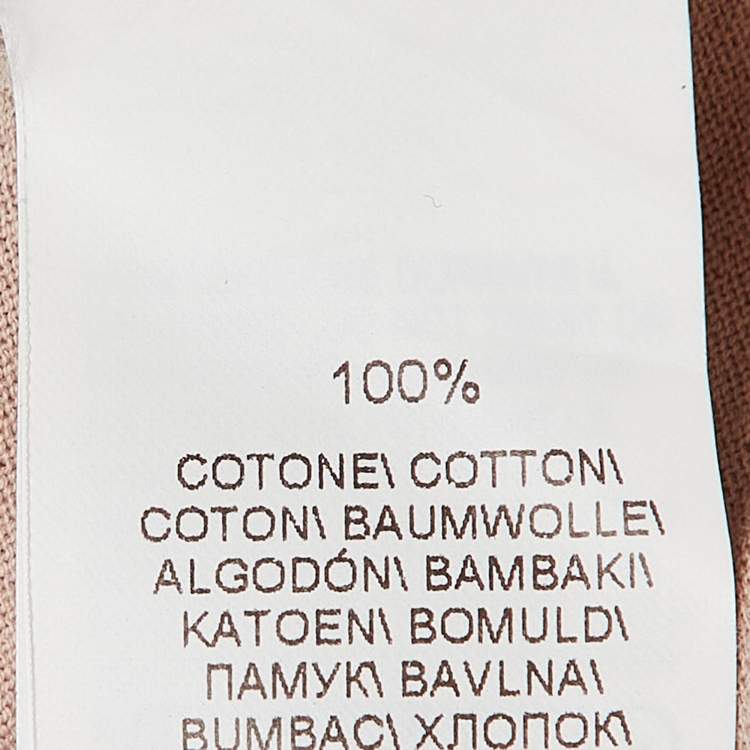 100%
COTONE\ COTTON\
COTON\ BAUMWOLLE\
ALGODÓN\ BAMBAKI\
KATOEN\ BOMULD\
ПАМУК\ BAVLNA\
BUMBAC\ ХЛОПОК\